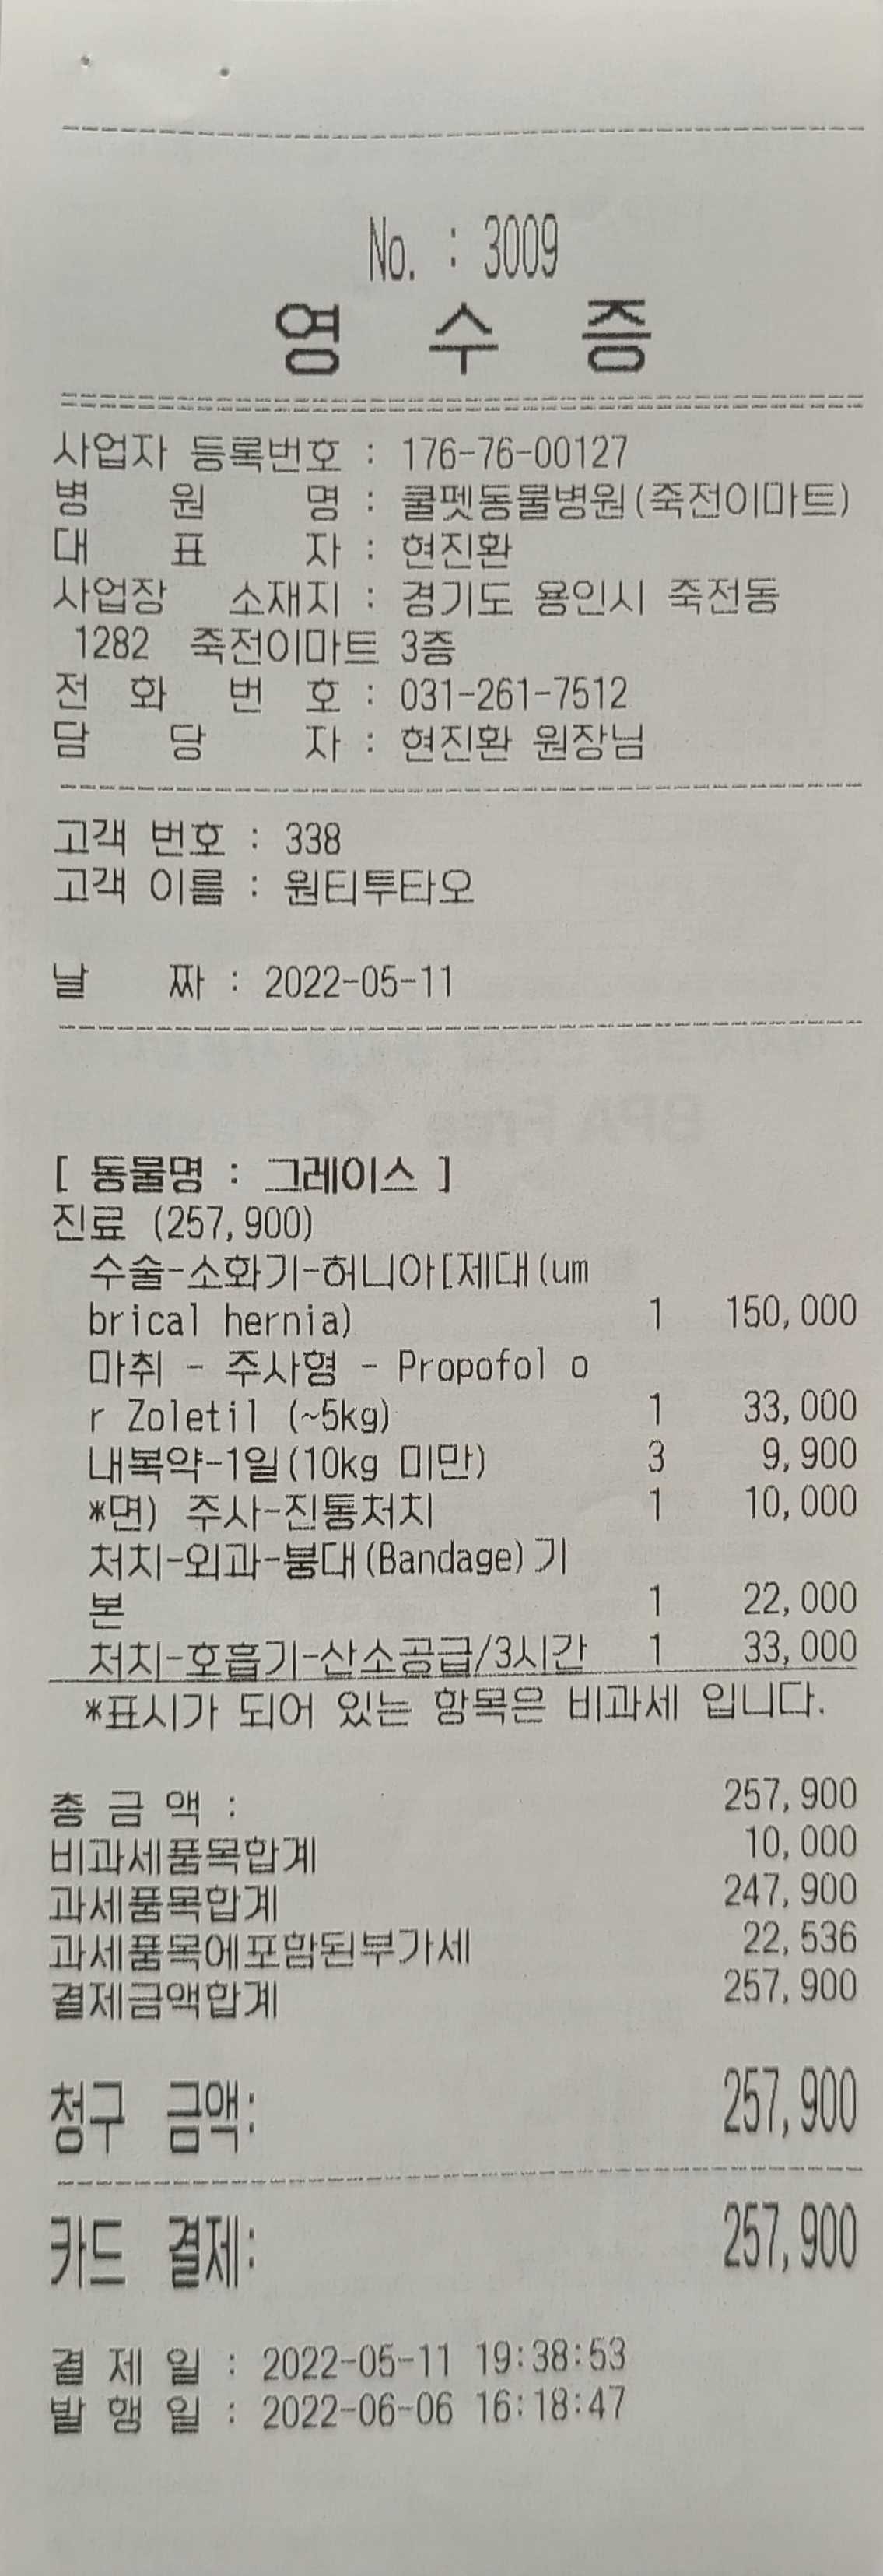 No. : 3009
영 수 증
사업자 등록번호 : 176-76-00127
병 원 명 : 쿨펫동물병원(죽전이마트)
대 표 자 : 현진환
사업장 소재지 : 경기도 용인시 죽전동
1282 죽전이마트 3층
전 화 번 호 : 031-261-7512
담 당 자 : 현진환 원장님
고객 번호 : 338
고객 이름 : 원티투타오
날 짜 : 2022-05-11
[ 동물명 : 그레이스 ]
진료 (257,900)
수술-소화기-허니아[제대(um
brical hernia) 1 150,000
마취 - 주사형 - Propofol o
r Zoletil (~5kg) 1 33,000
내복약-1일(10kg 미만) 3 9,900
*면) 주사-진통처치 1 10,000
처치-외과-붕대(Bandage)기
본 1 22,000
처치-호흡기-산소공급/3시간 1 33,000
*표시가 되어 있는 항목은 비과세 입니다.
총 금 액 : 257,900
비과세품목합계 10,000
과세품목합계 247,900
과세품목에포함된부가세 22,536
결제금액합계 257,900
청구 금액: 257,900
카드 결제: 257,900
결 제 일 : 2022-05-11 19:38:53
발 행 일 : 2022-06-06 16:18:47